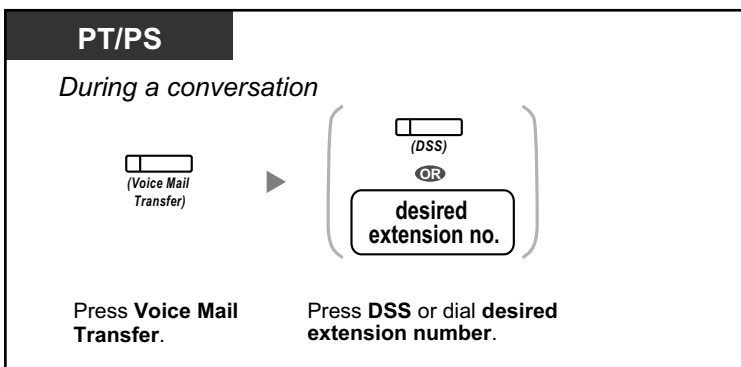 PT/PS
During a conversation
(DSS)
OR
(Voice Mail
Transfer)
desired
extension no.
Press Voice Mail
Transfer.
Press DSS or dial desired
extension number.